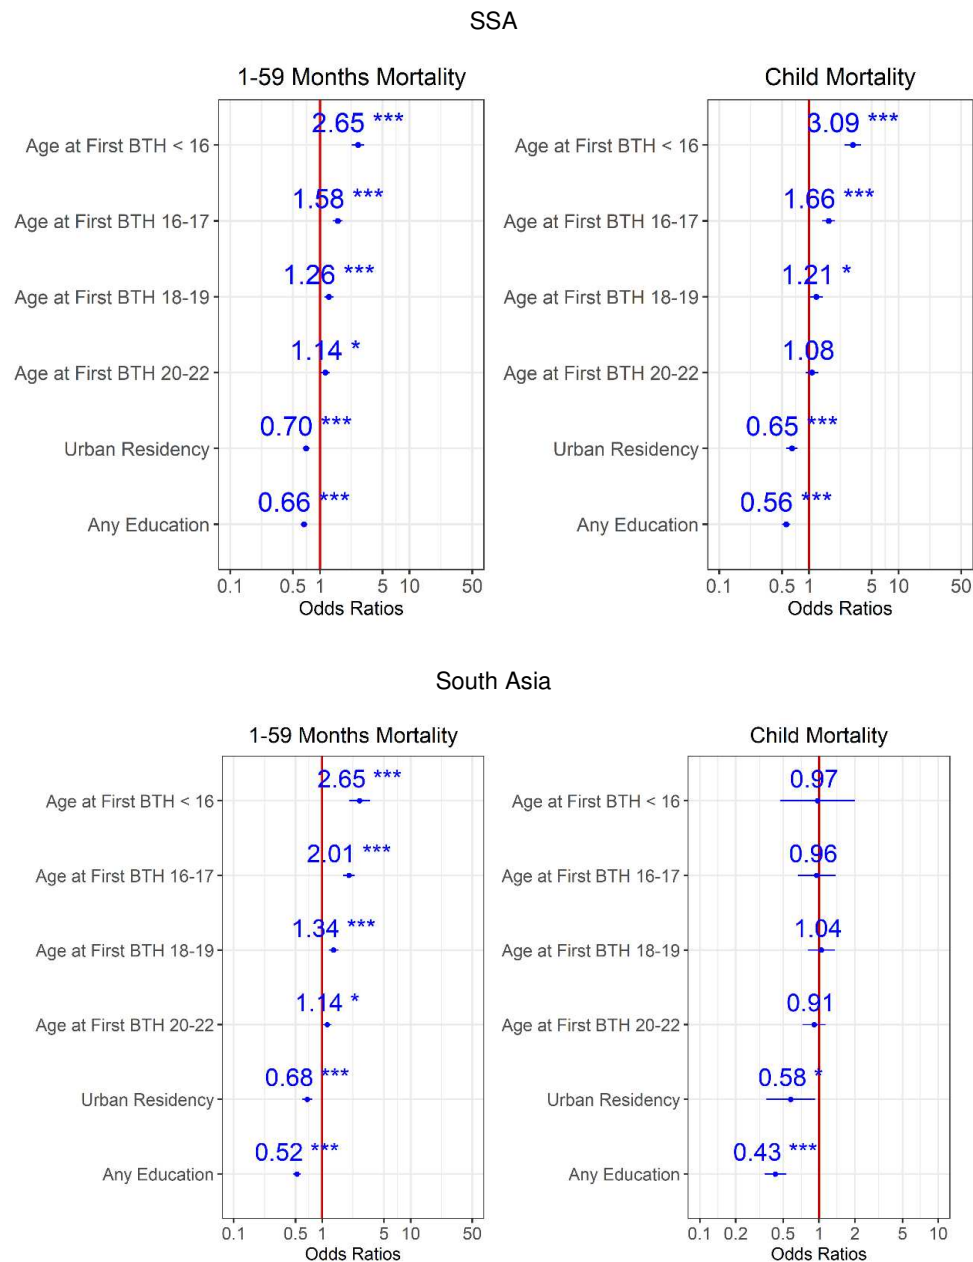 SSA
1-59 Months Mortality
Age at First BTH < 16
2.65 ***
Age at First BTH 16-17
1.58 ***
Age at First BTH 18-19
1.26 ***
Age at First BTH 20-22
1.14 *
Urban Residency
0.70 ***
Any Education
0.66 ***
0.1 0.5 1 5 10 50
Odds Ratios
Child Mortality
Age at First BTH < 16
3.09 ***
Age at First BTH 16-17
1.66 ***
Age at First BTH 18-19
1.21 *
Age at First BTH 20-22
1.08
Urban Residency
0.65 ***
Any Education
0.56 ***
0.1 0.5 1 5 10 50
Odds Ratios
South Asia
1-59 Months Mortality
Age at First BTH < 16
2.65 ***
Age at First BTH 16-17
2.01 ***
Age at First BTH 18-19
1.34 ***
Age at First BTH 20-22
1.14 *
Urban Residency
0.68 ***
Any Education
0.52 ***
0.1 0.5 1 5 10 50
Odds Ratios
Child Mortality
Age at First BTH < 16
0.97
Age at First BTH 16-17
0.96
Age at First BTH 18-19
1.04
Age at First BTH 20-22
0.91
Urban Residency
0.58 *
Any Education
0.43 ***
0.1 0.2 0.5 1 2 5 10
Odds Ratios